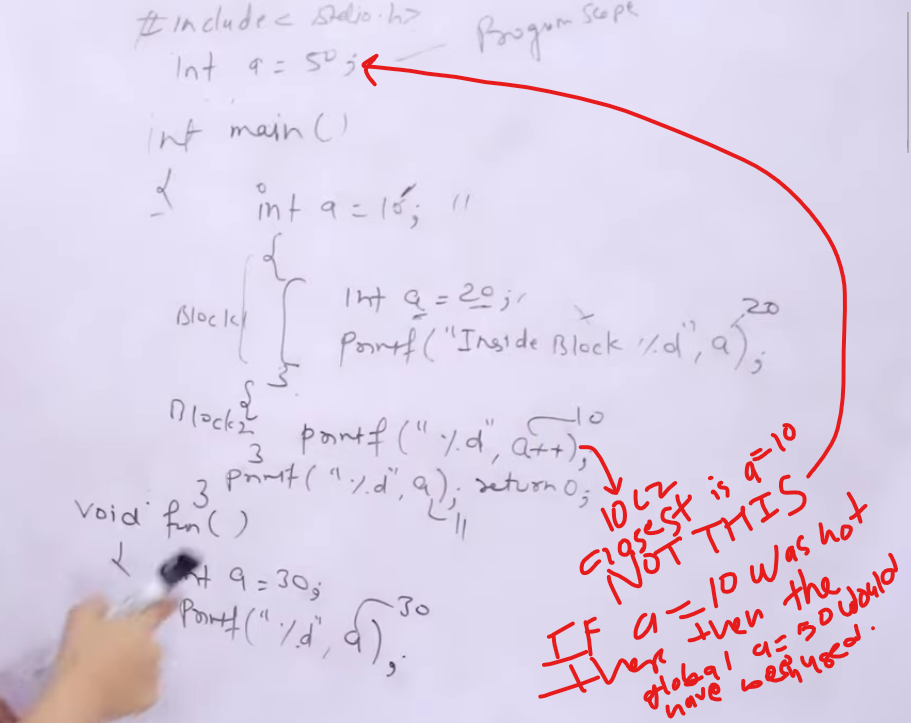 #include< stdio.h>
Program Scope
int a = 50;
int main()
{
int a = 10; "
{
Block1
int a = 20;
20
printf("Inside Block %d", a);
}
Block2 {
10
printf("%d", a++);
}
printf("%d", a); return 0;
11
}
void fun()
{
int a = 30;
30
printf("%d", a);
10 cz
closest is a=10
NOT THIS
IF a=10 was not
there then the
global a=50 would
have been used.